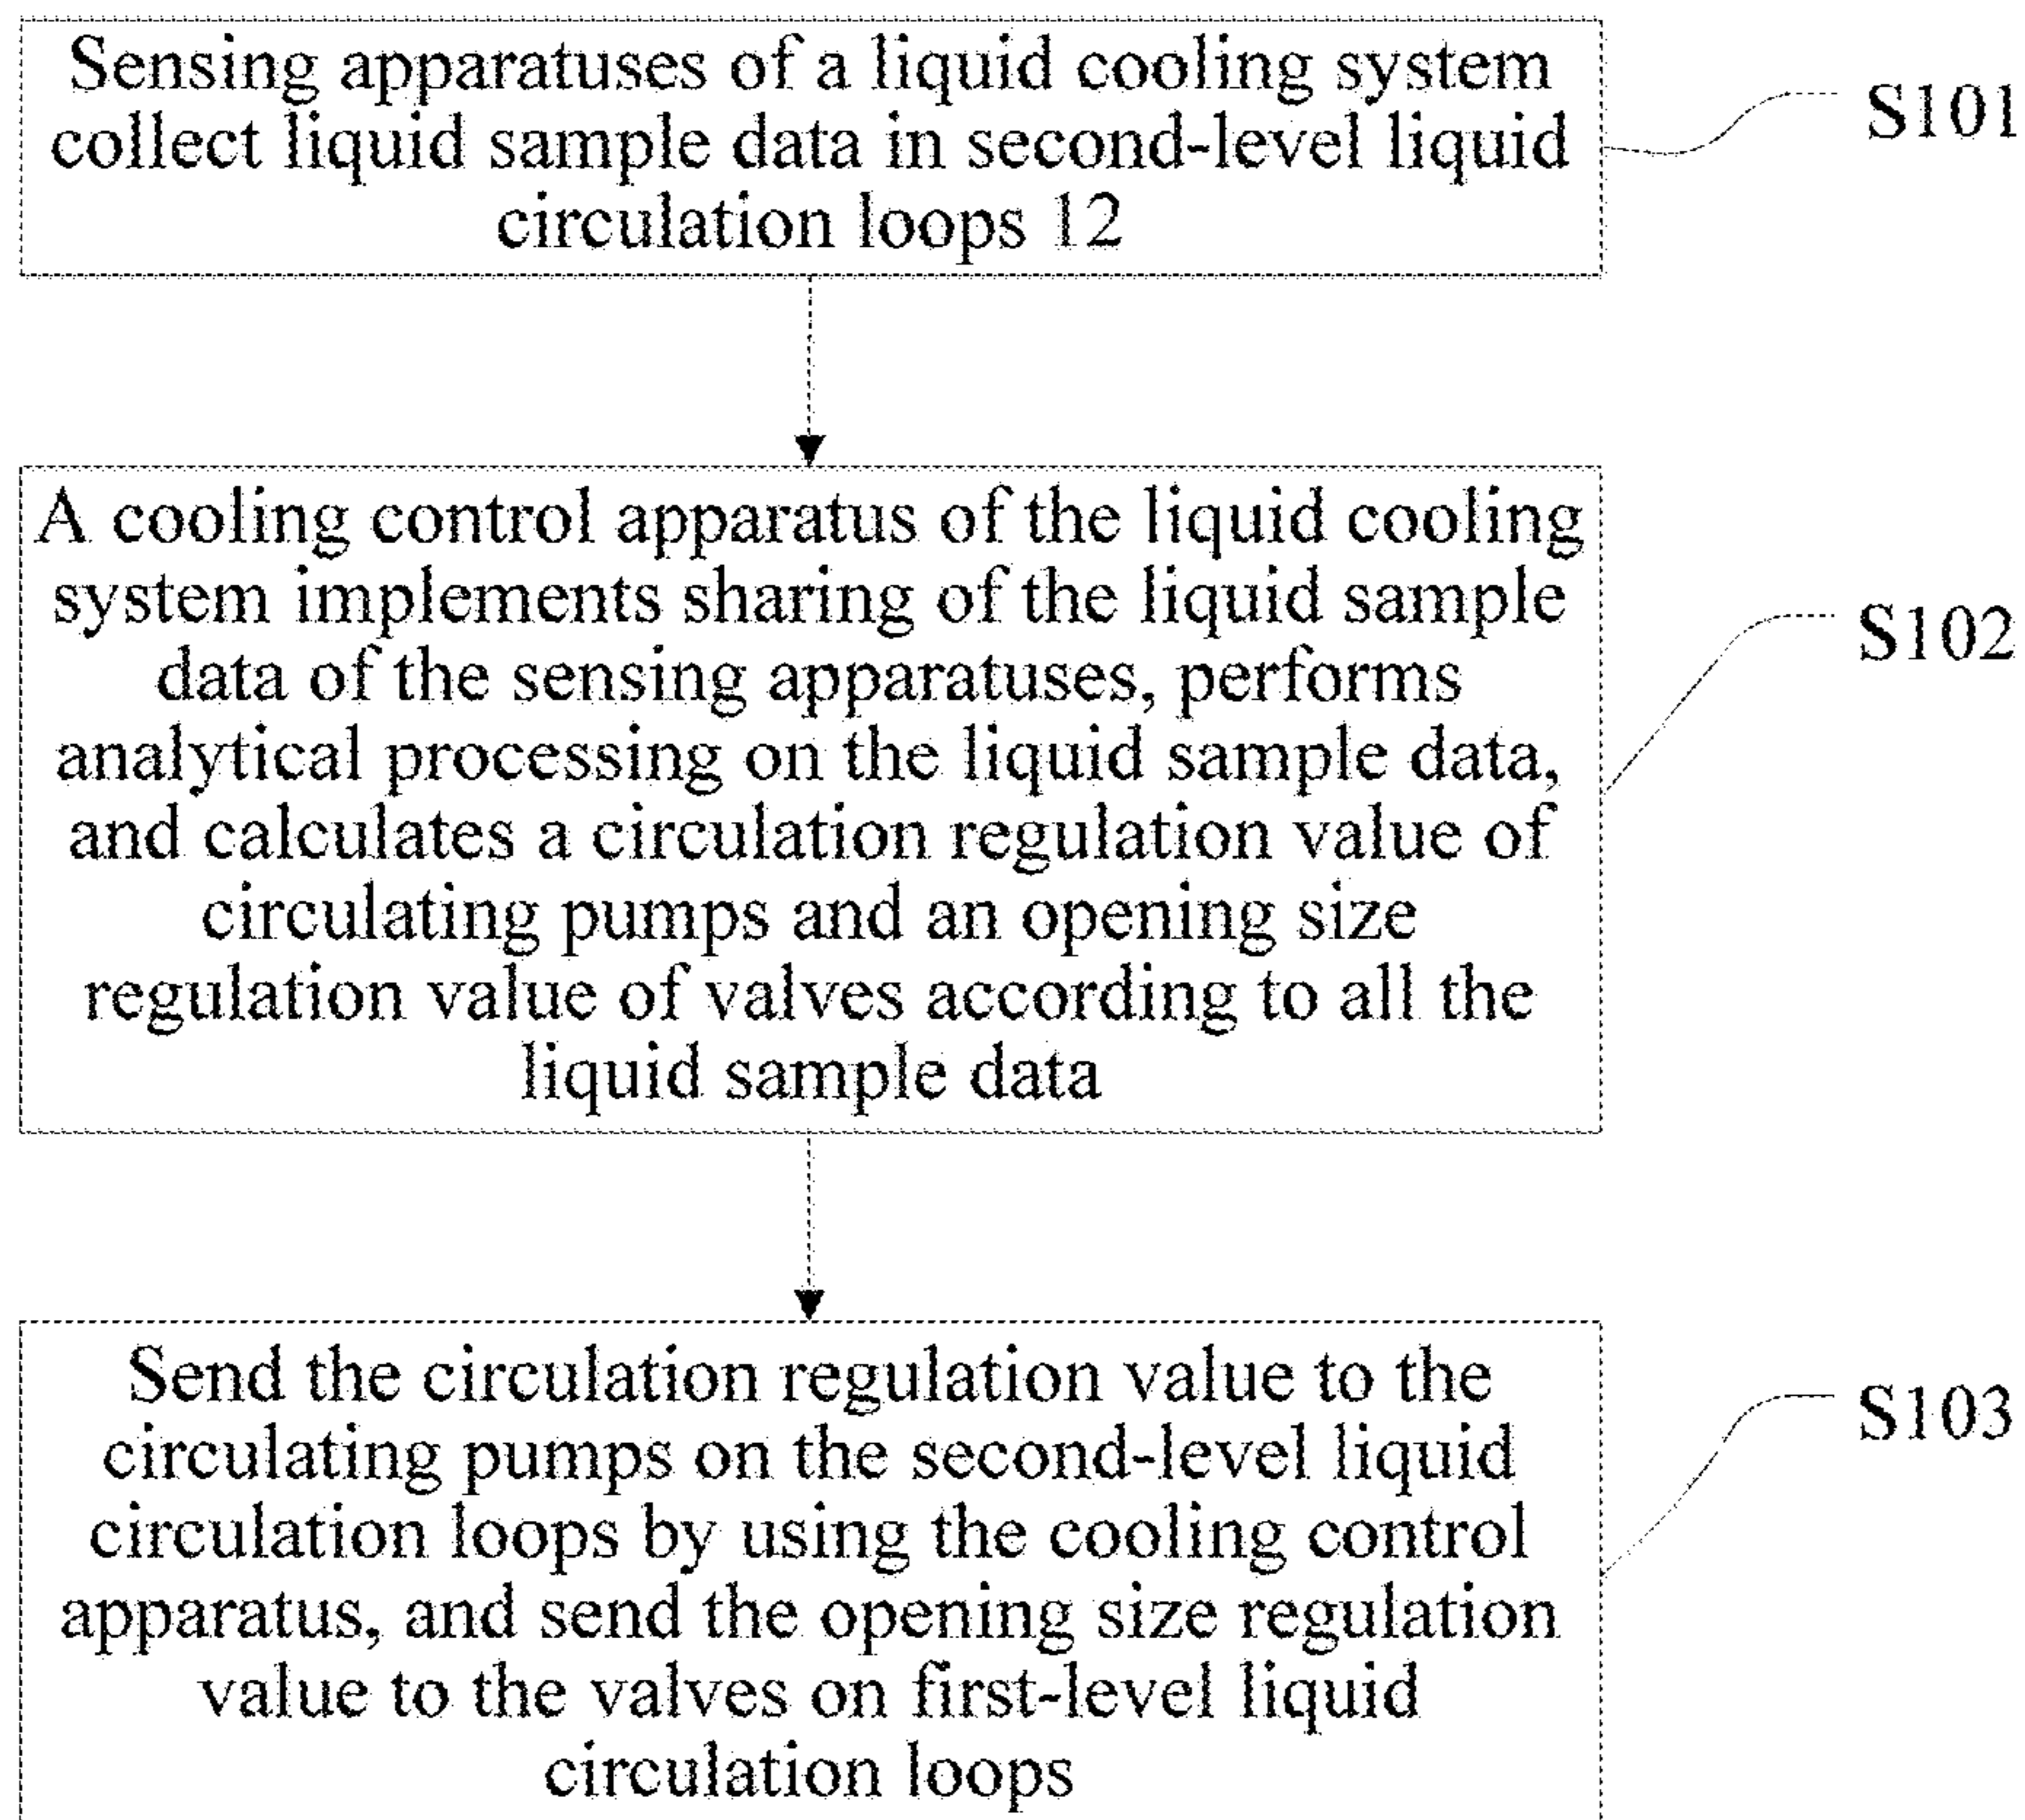 Sensing apparatuses of a liquid cooling system
collect liquid sample data in second-level liquid
circulation loops 12
S101
A cooling control apparatus of the liquid cooling
system implements sharing of the liquid sample
data of the sensing apparatuses, performs
analytical processing on the liquid sample data,
and calculates a circulation regulation value of
circulating pumps and an opening size
regulation value of valves according to all the
liquid sample data
S102
Send the circulation regulation value to the
circulating pumps on the second-level liquid
circulation loops by using the cooling control
apparatus, and send the opening size regulation
value to the valves on first-level liquid
circulation loops
S103